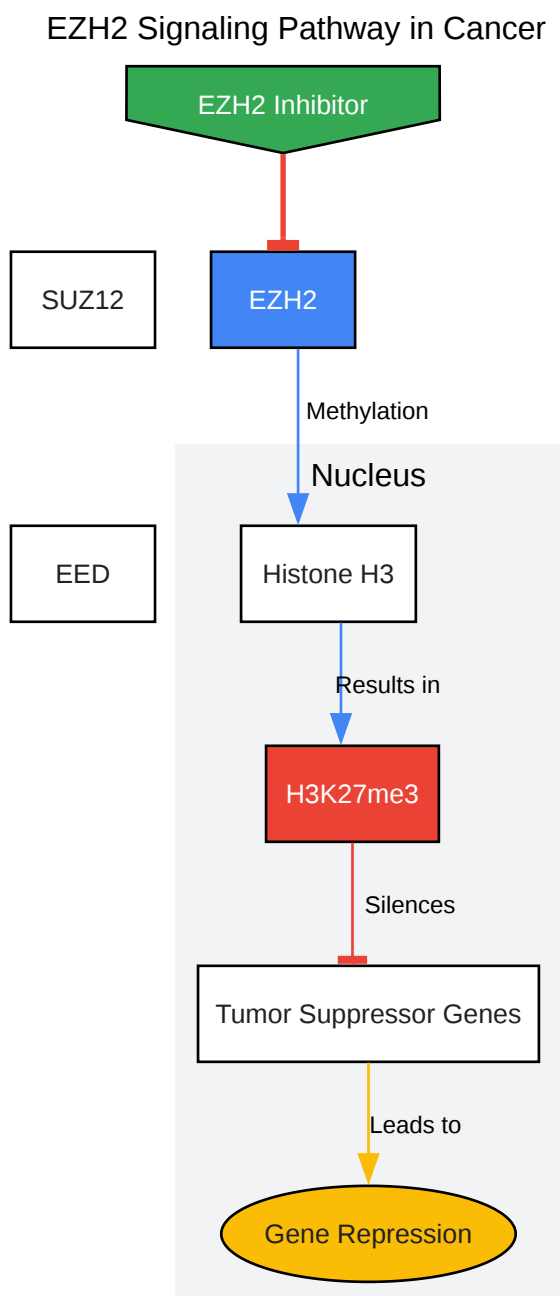 EZH2 Signaling Pathway in Cancer
EZH2 Inhibitor
SUZ12
EZH2
Methylation
Nucleus
EED
Histone H3
Results in
H3K27me3
Silences
Tumor Suppressor Genes
Leads to
Gene Repression